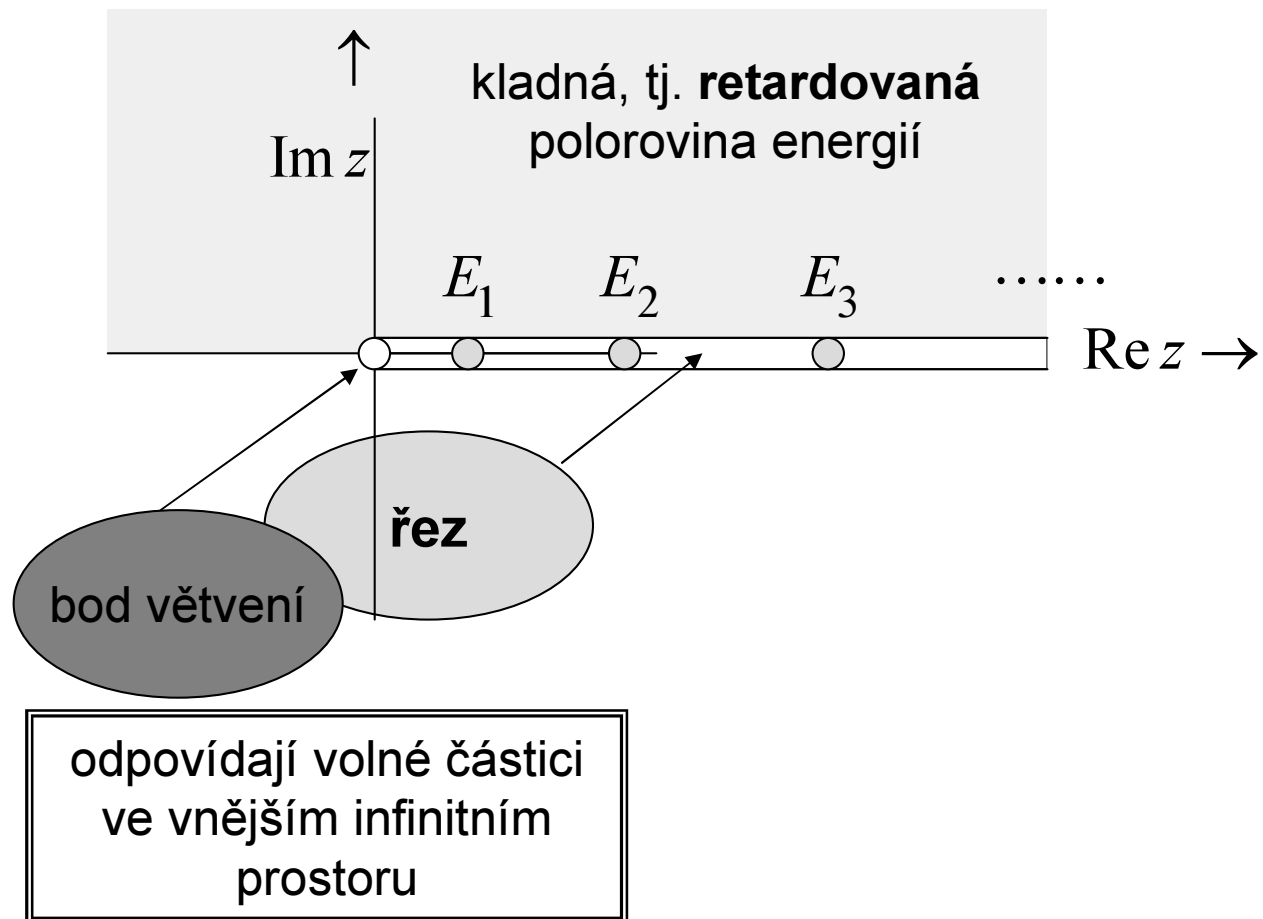 ↑
kladná, tj. retardovaná
polorovina energií
Im z
E₁ E₂ E₃ ……
Re z →
řez
bod větvení
odpovídají volné částici
ve vnějším infinitním
prostoru